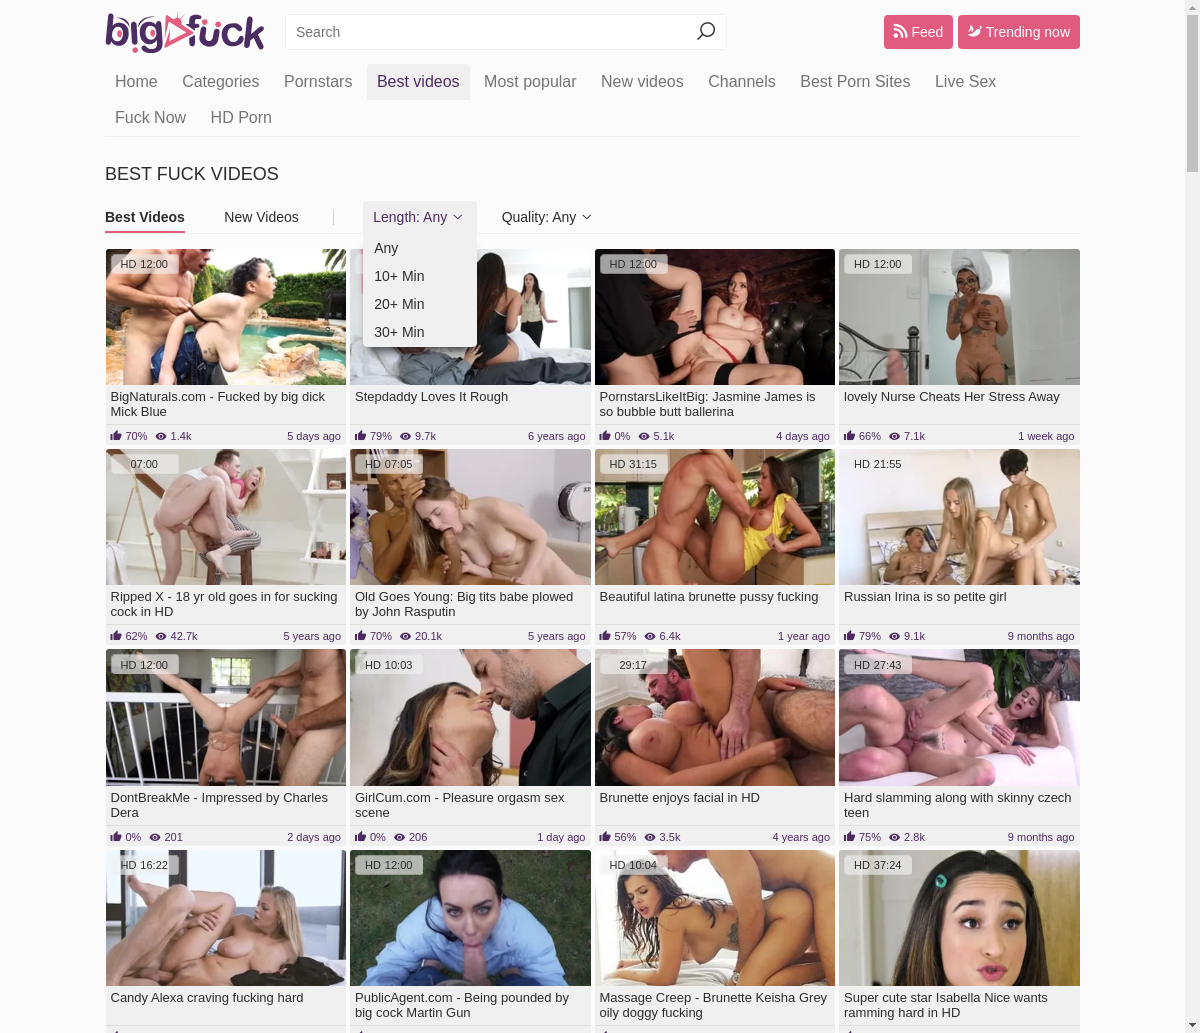 bigfuck
Search
Feed
Trending now
Home Categories Pornstars Best videos Most popular New videos Channels Best Porn Sites Live Sex
Fuck Now HD Porn
BEST FUCK VIDEOS
Best Videos New Videos Length: Any Quality: Any
Any
10+ Min
20+ Min
30+ Min
HD 12:00
BigNaturals.com - Fucked by big dick
Mick Blue
70% 1.4k 5 days ago
Stepdaddy Loves It Rough
79% 9.7k 6 years ago
HD 12:00
PornstarsLikeItBig: Jasmine James is
so bubble butt ballerina
0% 5.1k 4 days ago
HD 12:00
lovely Nurse Cheats Her Stress Away
66% 7.1k 1 week ago
07:00
Ripped X - 18 yr old goes in for sucking
cock in HD
62% 42.7k 5 years ago
HD 07:05
Old Goes Young: Big tits babe plowed
by John Rasputin
70% 20.1k 5 years ago
HD 31:15
Beautiful latina brunette pussy fucking
57% 6.4k 1 year ago
HD 21:55
Russian Irina is so petite girl
79% 9.1k 9 months ago
HD 12:00
DontBreakMe - Impressed by Charles
Dera
0% 201 2 days ago
HD 10:03
GirlCum.com - Pleasure orgasm sex
scene
0% 206 1 day ago
29:17
Brunette enjoys facial in HD
56% 3.5k 4 years ago
HD 27:43
Hard slamming along with skinny czech
teen
75% 2.8k 9 months ago
HD 16:22
Candy Alexa craving fucking hard
HD 12:00
PublicAgent.com - Being pounded by
big cock Martin Gun
HD 10:04
Massage Creep - Brunette Keisha Grey
oily doggy fucking
HD 37:24
Super cute star Isabella Nice wants
ramming hard in HD